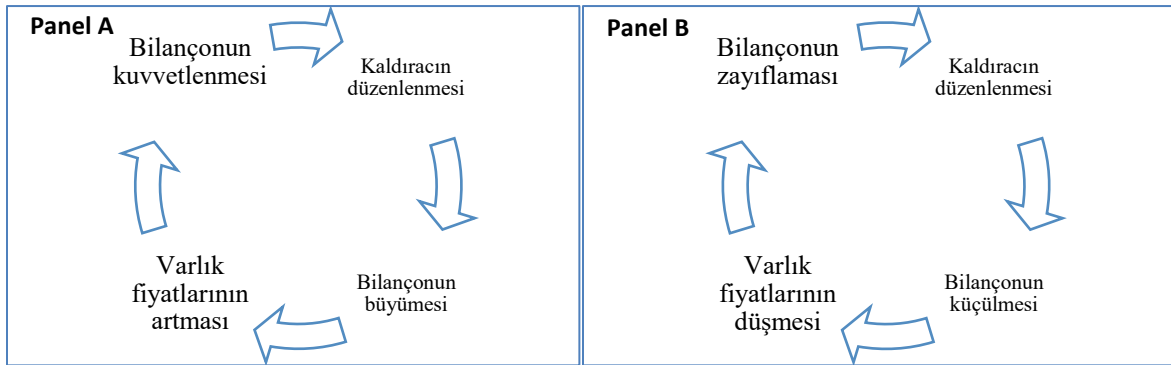 Panel A
Bilançonun
kuvvetlenmesi
Kaldıracın
düzenlenmesi
Bilançonun
büyümesi
Varlık
fiyatlarının
artması
Panel B
Bilançonun
zayıflaması
Kaldıracın
düzenlenmesi
Bilançonun
küçülmesi
Varlık
fiyatlarının
düşmesi